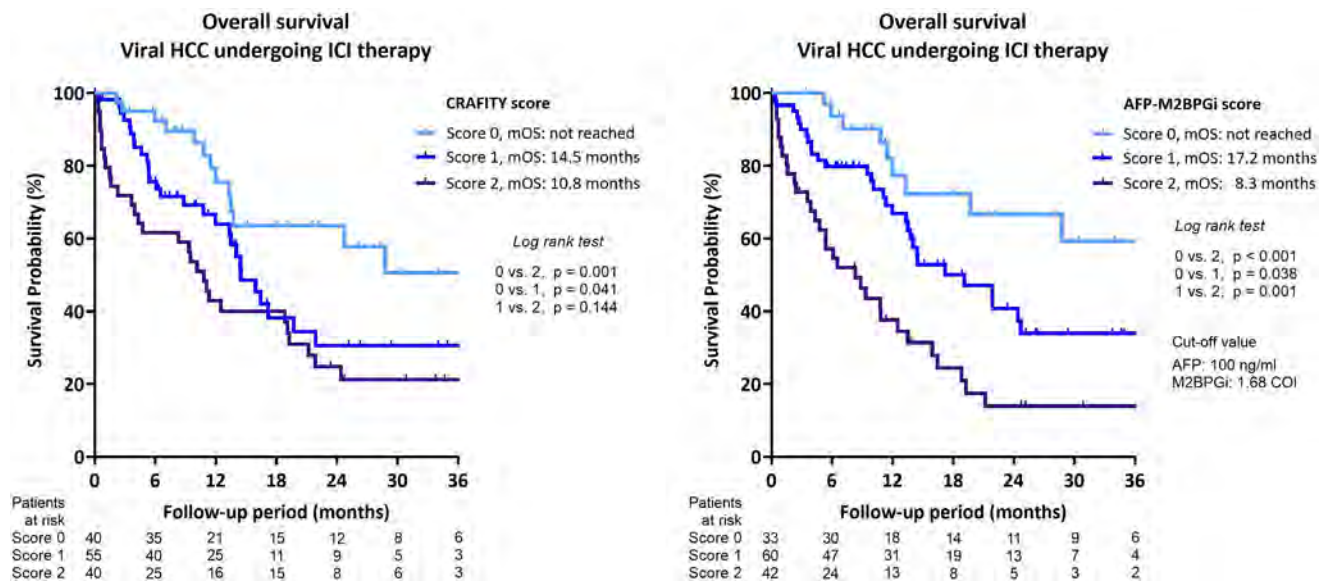 Overall survival
Viral HCC undergoing ICI therapy
CRAFITY score
Score 0, mOS: not reached
Score 1, mOS: 14.5 months
Score 2, mOS: 10.8 months
Log rank test
0 vs. 2, p = 0.001
0 vs. 1, p = 0.041
1 vs. 2, p = 0.144
Survival Probability (%)
100
80
60
40
20
0
0 6 12 18 24 30 36
Follow-up period (months)
Patients
at risk
Score 0 40 35 21 15 12 8 6
Score 1 55 40 25 11 9 5 3
Score 2 40 25 16 15 8 6 3
Overall survival
Viral HCC undergoing ICI therapy
AFP-M2BPGi score
Score 0, mOS: not reached
Score 1, mOS: 17.2 months
Score 2, mOS: 8.3 months
Log rank test
0 vs. 2, p < 0.001
0 vs. 1, p = 0.038
1 vs. 2, p = 0.001
Cut-off value
AFP: 100 ng/ml
M2BPGi: 1.68 COI
Survival Probability (%)
100
80
60
40
20
0
0 6 12 18 24 30 36
Follow-up period (months)
Patients
at risk
Score 0 33 30 18 14 11 9 6
Score 1 60 47 31 19 13 7 4
Score 2 42 24 13 8 5 3 2